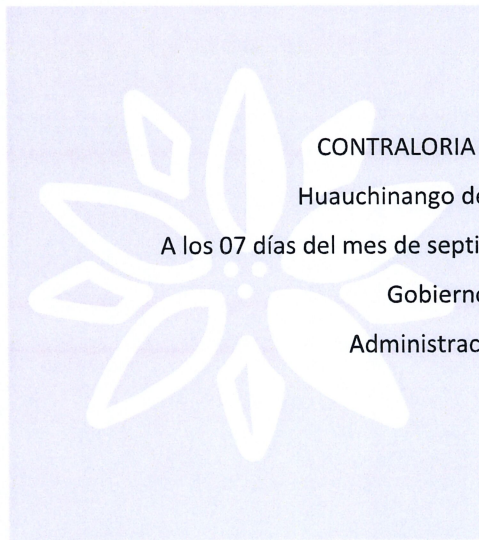 CONTRALORIA
Huauchinango de
A los 07 días del mes de septi
Gobierno
Administrac